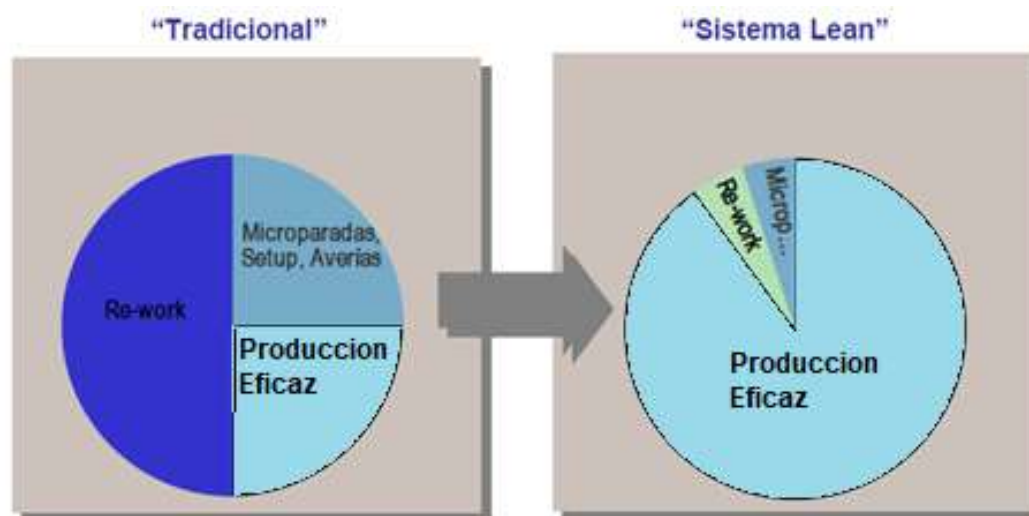 “Tradicional”
“Sistema Lean”
Microparadas,
Setup, Averias
Re-work
Produccion
Eficaz
Re-work
Microp...
Produccion
Eficaz